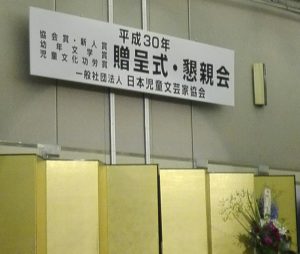 平成30年
協会賞・新人賞
幼年文学賞
児童文化功労賞
贈呈式・懇親会
一般社団法人 日本児童文芸家協会